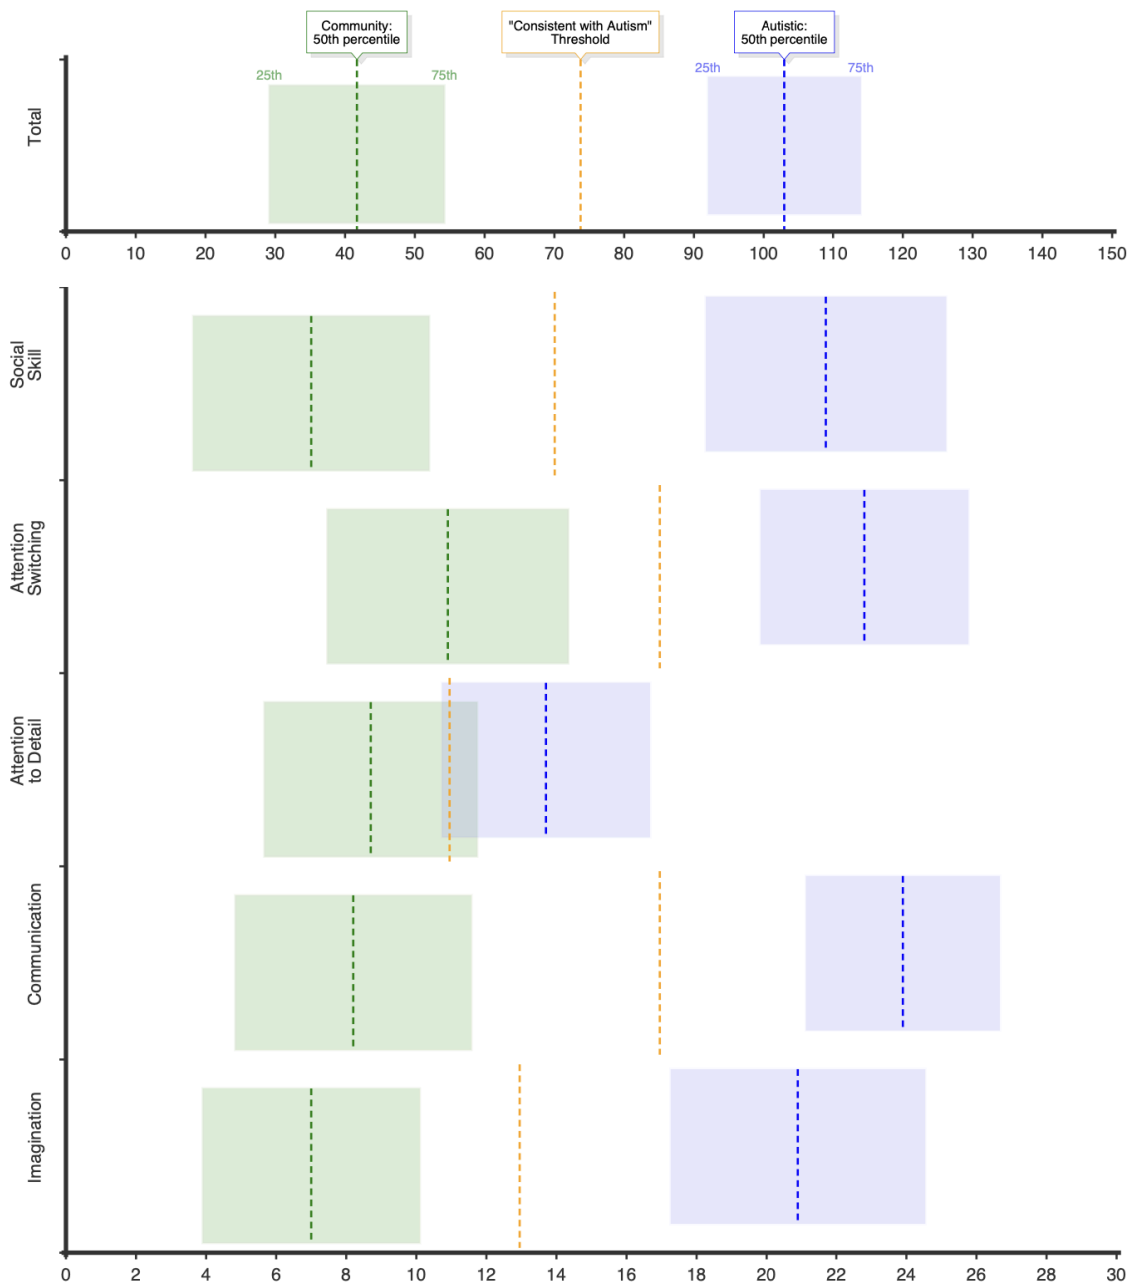 Community:
50th percentile
"Consistent with Autism"
Threshold
Autistic:
50th percentile
25th
75th
25th
75th
Total
0 10 20 30 40 50 60 70 80 90 100 110 120 130 140 150
Social
Skill
Attention
Switching
Attention
to Detail
Communication
Imagination
0 2 4 6 8 10 12 14 16 18 20 22 24 26 28 30